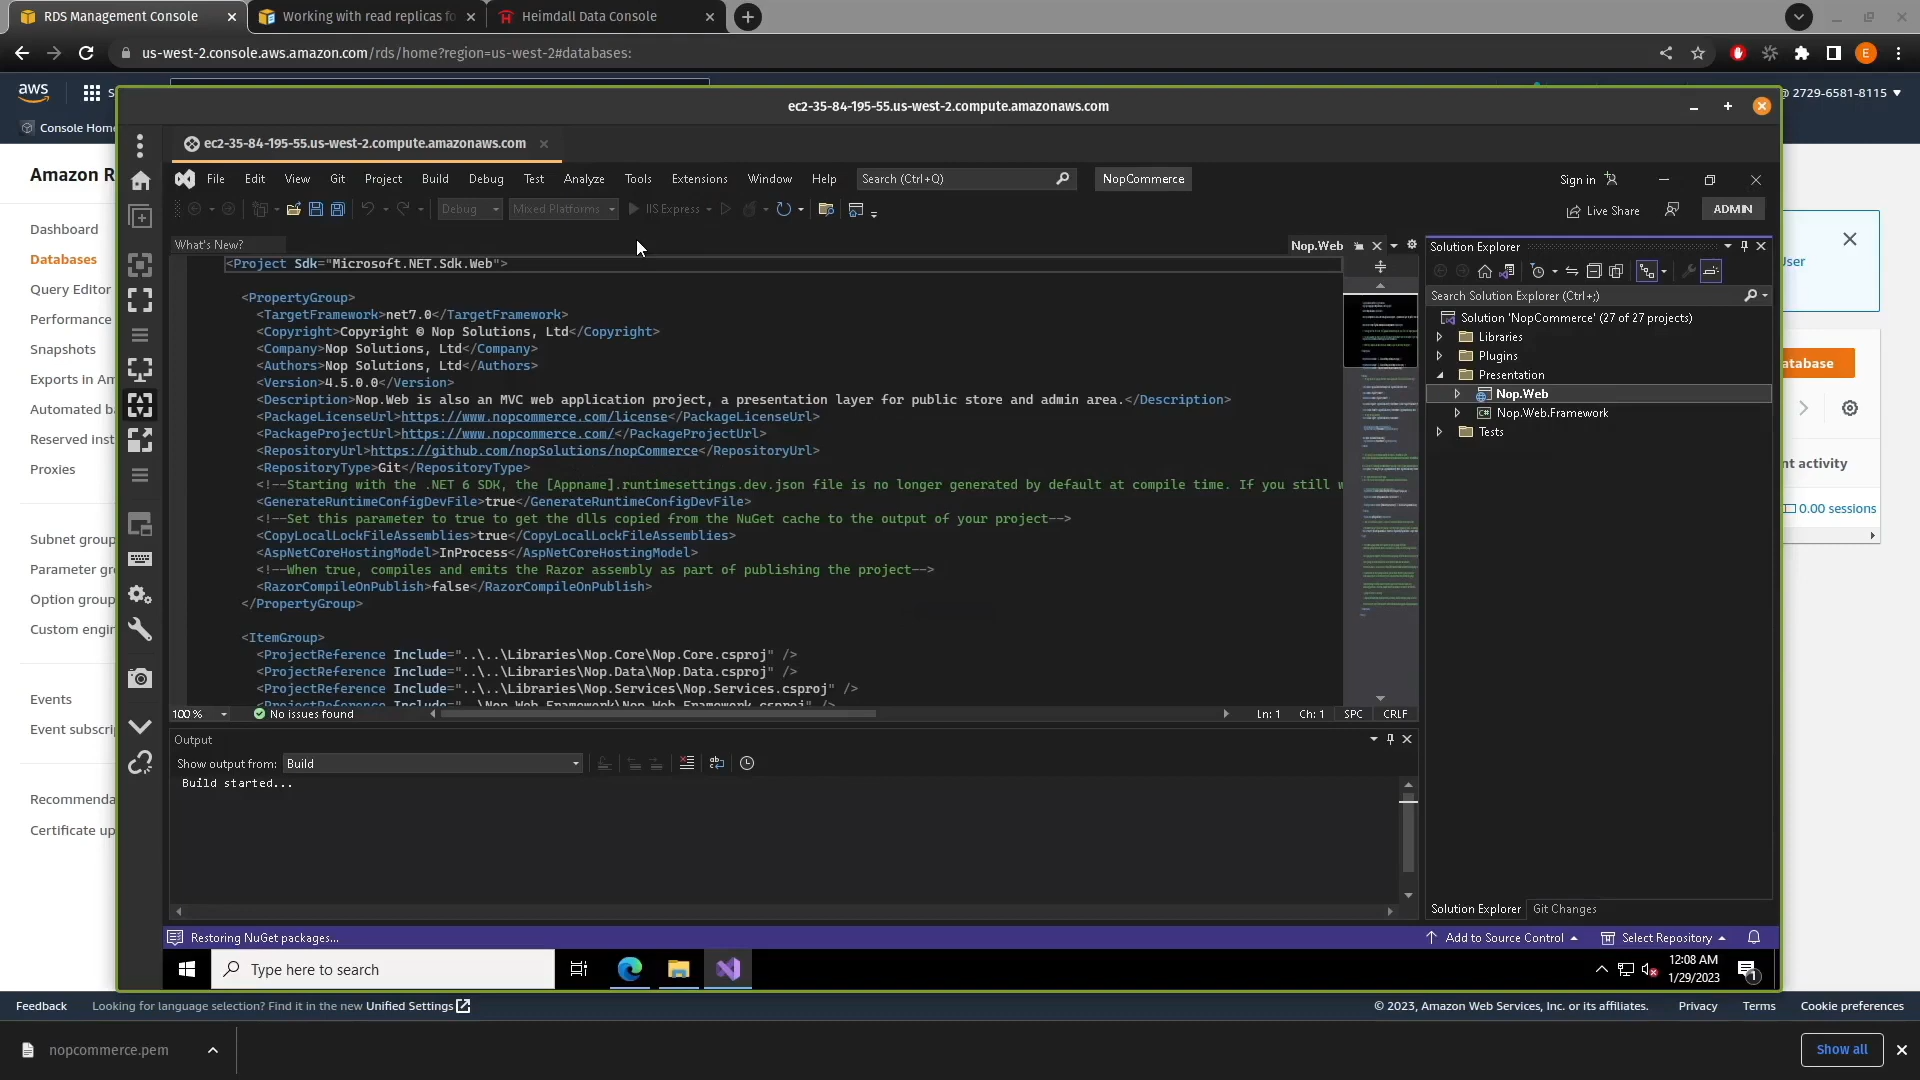 RDS Management Console
Working with read replicas fo
Heimdall Data Console
us-west-2.console.aws.amazon.com/rds/home?region=us-west-2#databases:
aws
S
@ 2729-6581-8115
ec2-35-84-195-55.us-west-2.compute.amazonaws.com
Console Home
ec2-35-84-195-55.us-west-2.compute.amazonaws.com
Amazon R
Dashboard
Databases
Query Editor
Performance
Snapshots
Exports in Am
Automated ba
Reserved inst
Proxies
Subnet group
Parameter gr
Option group
Custom engin
Events
Event subscri
Recommenda
Certificate up
File Edit View Git Project Build Debug Test Analyze Tools Extensions Window Help Search (Ctrl+Q) NopCommerce
Sign in
Debug Mixed Platforms IIS Express
Live Share
ADMIN
What's New?
Nop.Web
<Project Sdk="Microsoft.NET.Sdk.Web">
<PropertyGroup>
<TargetFramework>net7.0</TargetFramework>
<Copyright>Copyright © Nop Solutions, Ltd</Copyright>
<Company>Nop Solutions, Ltd</Company>
<Authors>Nop Solutions, Ltd</Authors>
<Version>4.5.0.0</Version>
<Description>Nop.Web is also an MVC web application project, a presentation layer for public store and admin area.</Description>
<PackageLicenseUrl>https://www.nopcommerce.com/license</PackageLicenseUrl>
<PackageProjectUrl>https://www.nopcommerce.com/</PackageProjectUrl>
<RepositoryUrl>https://github.com/nopSolutions/nopCommerce</RepositoryUrl>
<RepositoryType>Git</RepositoryType>
<!--Starting with the .NET 6 SDK, the [Appname].runtimesettings.dev.json file is no longer generated by default at compile time. If you still w
<GenerateRuntimeConfigDevFile>true</GenerateRuntimeConfigDevFile>
<!--Set this parameter to true to get the dlls copied from the NuGet cache to the output of your project-->
<CopyLocalLockFileAssemblies>true</CopyLocalLockFileAssemblies>
<AspNetCoreHostingModel>InProcess</AspNetCoreHostingModel>
<!--When true, compiles and emits the Razor assembly as part of publishing the project-->
<RazorCompileOnPublish>false</RazorCompileOnPublish>
</PropertyGroup>
<ItemGroup>
<ProjectReference Include="..\..\Libraries\Nop.Core\Nop.Core.csproj" />
<ProjectReference Include="..\..\Libraries\Nop.Data\Nop.Data.csproj" />
<ProjectReference Include="..\..\Libraries\Nop.Services\Nop.Services.csproj" />
<ProjectReference Include="..\Nop.Web.Framework\Nop.Web.Framework.csproj" />
100 %
No issues found
Ln: 1 Ch: 1 SPC CRLF
Output
Show output from: Build
Build started...
Solution Explorer
Search Solution Explorer (Ctrl+;)
Solution 'NopCommerce' (27 of 27 projects)
Libraries
Plugins
Presentation
Nop.Web
C# Nop.Web.Framework
Tests
Solution Explorer Git Changes
Restoring NuGet packages...
Add to Source Control
Select Repository
Type here to search
12:08 AM
1/29/2023
1
User
atabase
nt activity
0.00 sessions
Feedback
Looking for language selection? Find it in the new Unified Settings
© 2023, Amazon Web Services, Inc. or its affiliates.
Privacy
Terms
Cookie preferences
nopcommerce.pem
Show all
E